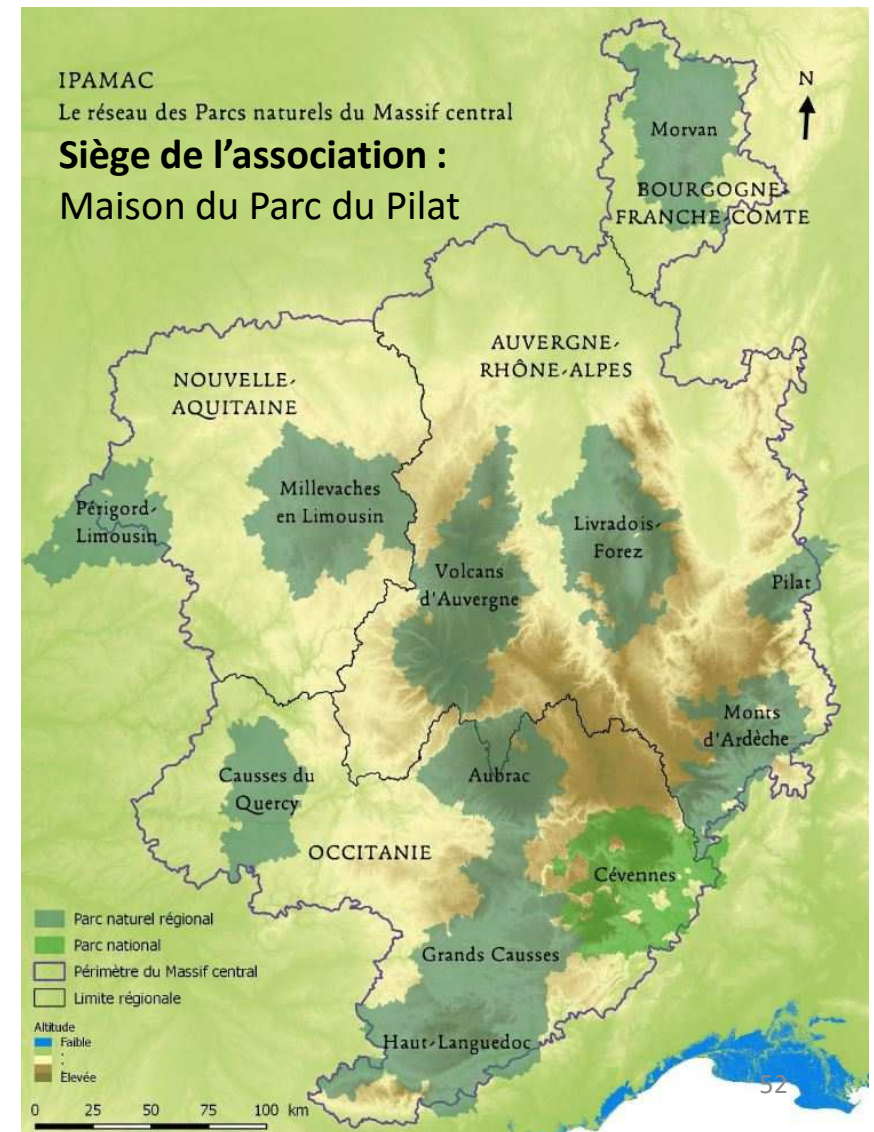 IPAMAC
Le réseau des Parcs naturels du Massif central
Siège de l’association :
Maison du Parc du Pilat
N
Morvan
BOURGOGNE-
FRANCHE-COMTE
AUVERGNE-
RHÔNE-ALPES
NOUVELLE-
AQUITAINE
Périgord-
Limousin
Millevaches
en Limousin
Volcans
d'Auvergne
Livradois-
Forez
Pilat
Monts
d'Ardèche
Aubrac
Causses du
Quercy
OCCITANIE
Cévennes
Grands Causses
Haut-Languedoc
Parc naturel régional
Parc national
Périmètre du Massif central
Limite régionale
Altitude
Faible
:
:
Elevée
0 25 50 75 100 km
52